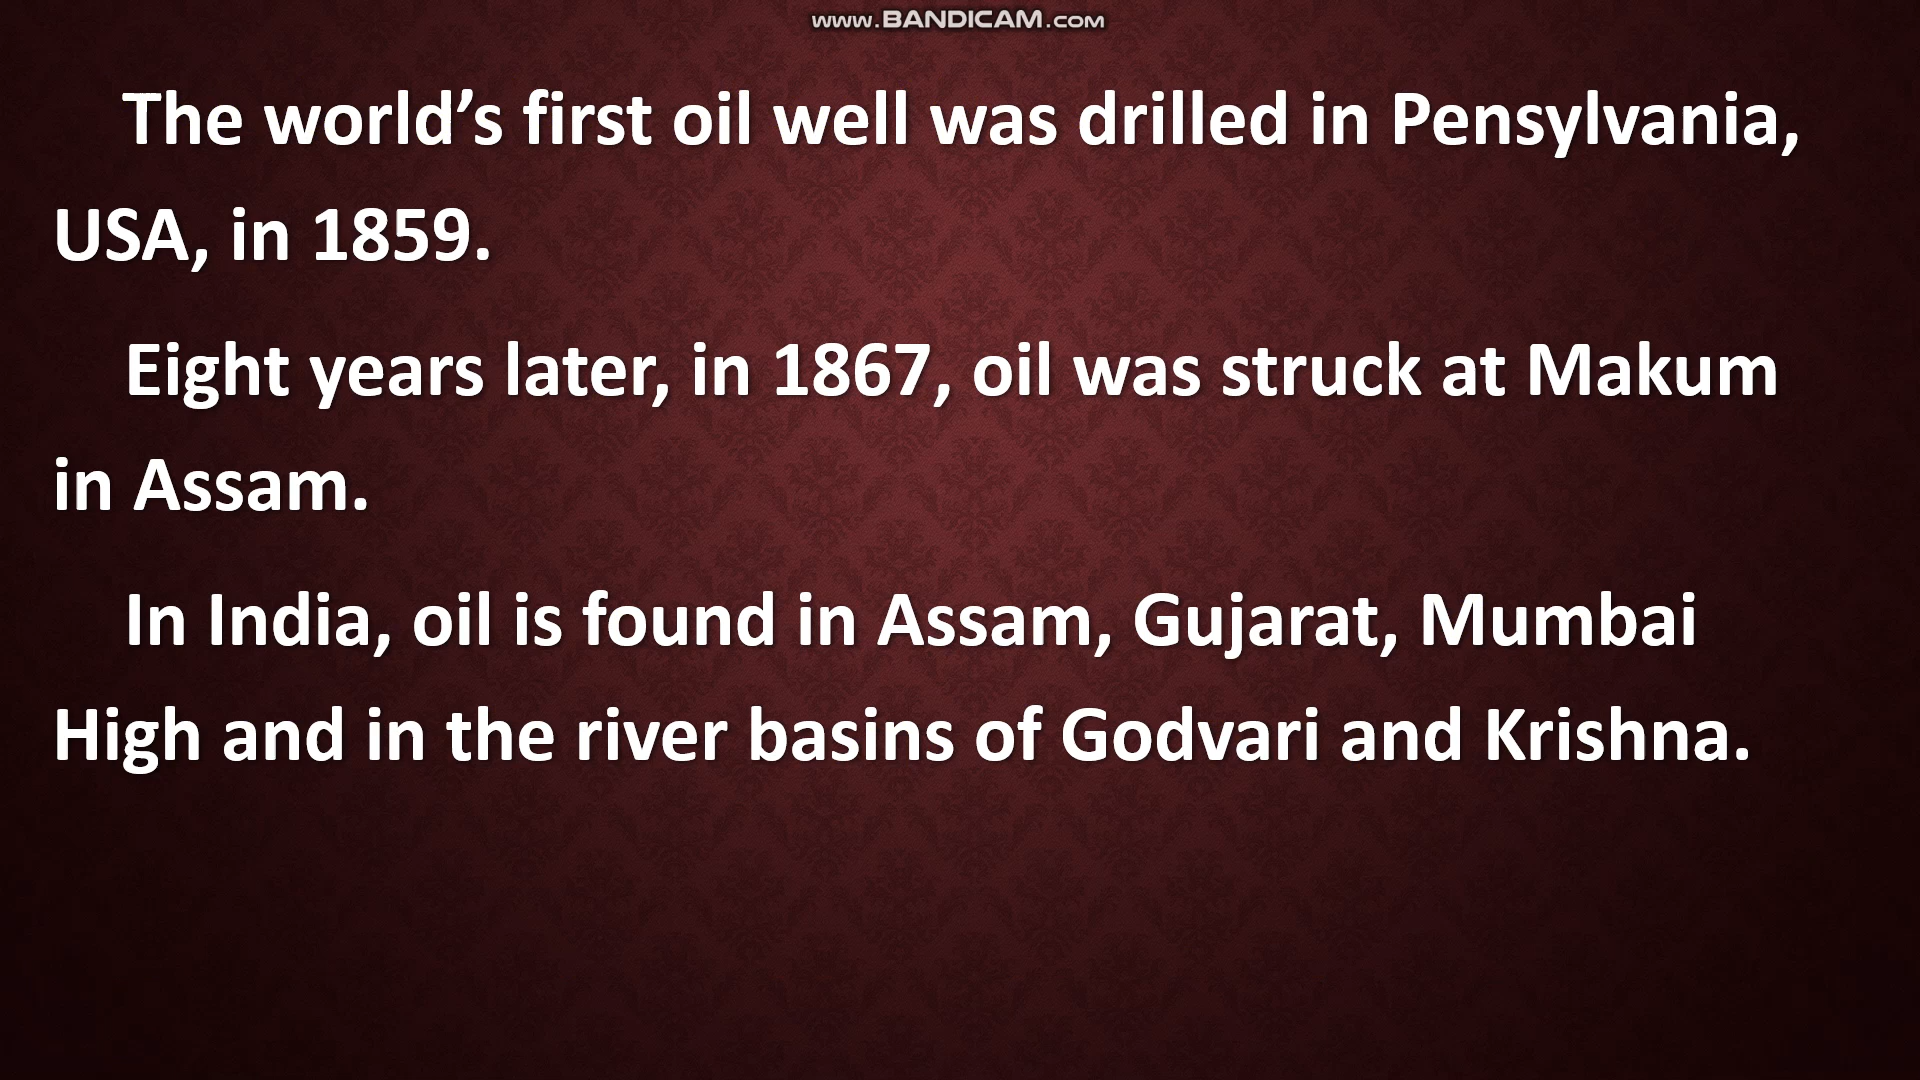 www.BANDICAM.com
The world’s first oil well was drilled in Pensylvania,
USA, in 1859.
Eight years later, in 1867, oil was struck at Makum
in Assam.
In India, oil is found in Assam, Gujarat, Mumbai
High and in the river basins of Godvari and Krishna.